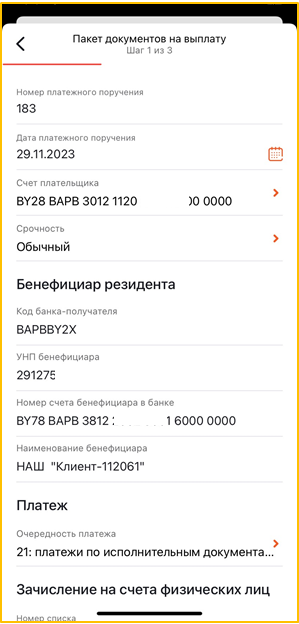 Пакет документов на выплату
Шаг 1 из 3
Номер платежного поручения
183
Дата платежного поручения
29.11.2023
Счет плательщика
BY28 BAPB 3012 1120 00 0000
Срочность
Обычный
Бенефициар резидента
Код банка-получателя
BAPBBY2X
УНП бенефициара
291275
Номер счета бенефициара в банке
BY78 BAPB 3812 1 6000 0000
Наименование бенефициара
НАШ "Клиент-112061"
Платеж
Очередность платежа
21: платежи по исполнительным документа...
Зачисление на счета физических лиц
Номер списка